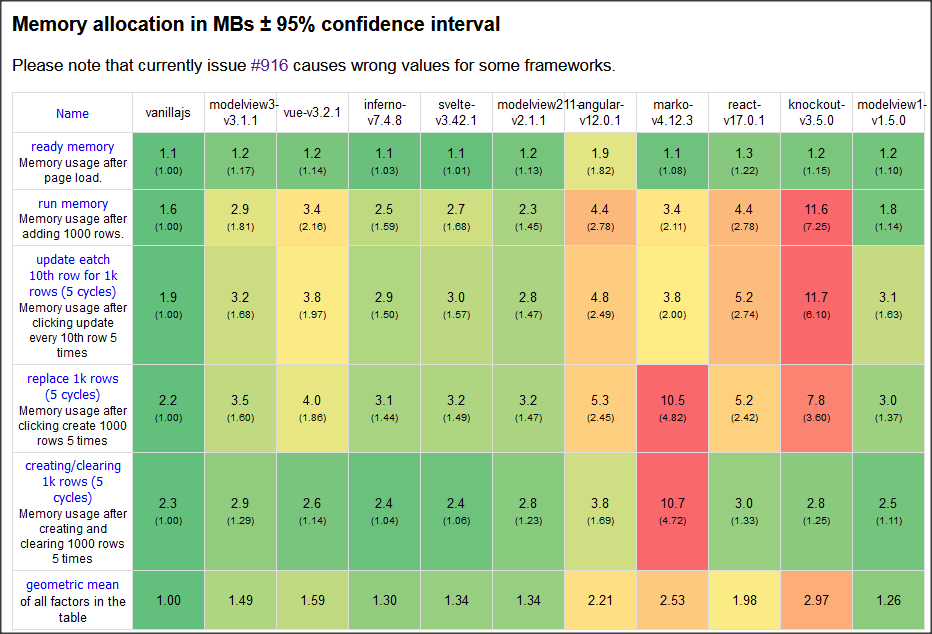 Memory allocation in MBs ± 95% confidence interval
Please note that currently issue #916 causes wrong values for some frameworks.
Name
vanillajs
modelview3-
v3.1.1
vue-v3.2.1
inferno-
v7.4.8
svelte-
v3.42.1
modelview211-angular-
v2.1.1
v12.0.1
marko-
v4.12.3
react-
v17.0.1
knockout-
v3.5.0
modelview1-
v1.5.0
ready memory
Memory usage after
page load.
1.1 1.2 1.2 1.1 1.1 1.2 1.9 1.1 1.3 1.2 1.2
(1.00) (1.17) (1.14) (1.03) (1.01) (1.13) (1.82) (1.08) (1.22) (1.15) (1.10)
run memory
Memory usage after
adding 1000 rows.
1.6 2.9 3.4 2.5 2.7 2.3 4.4 3.4 4.4 11.6 1.8
(1.00) (1.81) (2.16) (1.59) (1.68) (1.45) (2.78) (2.11) (2.78) (7.25) (1.14)
update eatch
10th row for 1k
rows (5 cycles)
Memory usage after
clicking update
every 10th row 5
times
1.9 3.2 3.8 2.9 3.0 2.8 4.8 3.8 5.2 11.7 3.1
(1.00) (1.68) (1.97) (1.50) (1.57) (1.47) (2.49) (2.00) (2.74) (6.10) (1.63)
replace 1k rows
(5 cycles)
Memory usage after
clicking create 1000
rows 5 times
2.2 3.5 4.0 3.1 3.2 3.2 5.3 10.5 5.2 7.8 3.0
(1.00) (1.60) (1.86) (1.44) (1.49) (1.47) (2.45) (4.82) (2.42) (3.60) (1.37)
creating/clearing
1k rows (5
cycles)
Memory usage after
creating and
clearing 1000 rows
5 times
2.3 2.9 2.6 2.4 2.4 2.8 3.8 10.7 3.0 2.8 2.5
(1.00) (1.29) (1.14) (1.04) (1.06) (1.23) (1.69) (4.72) (1.33) (1.25) (1.11)
geometric mean
of all factors in the
table
1.00 1.49 1.59 1.30 1.34 1.34 2.21 2.53 1.98 2.97 1.26